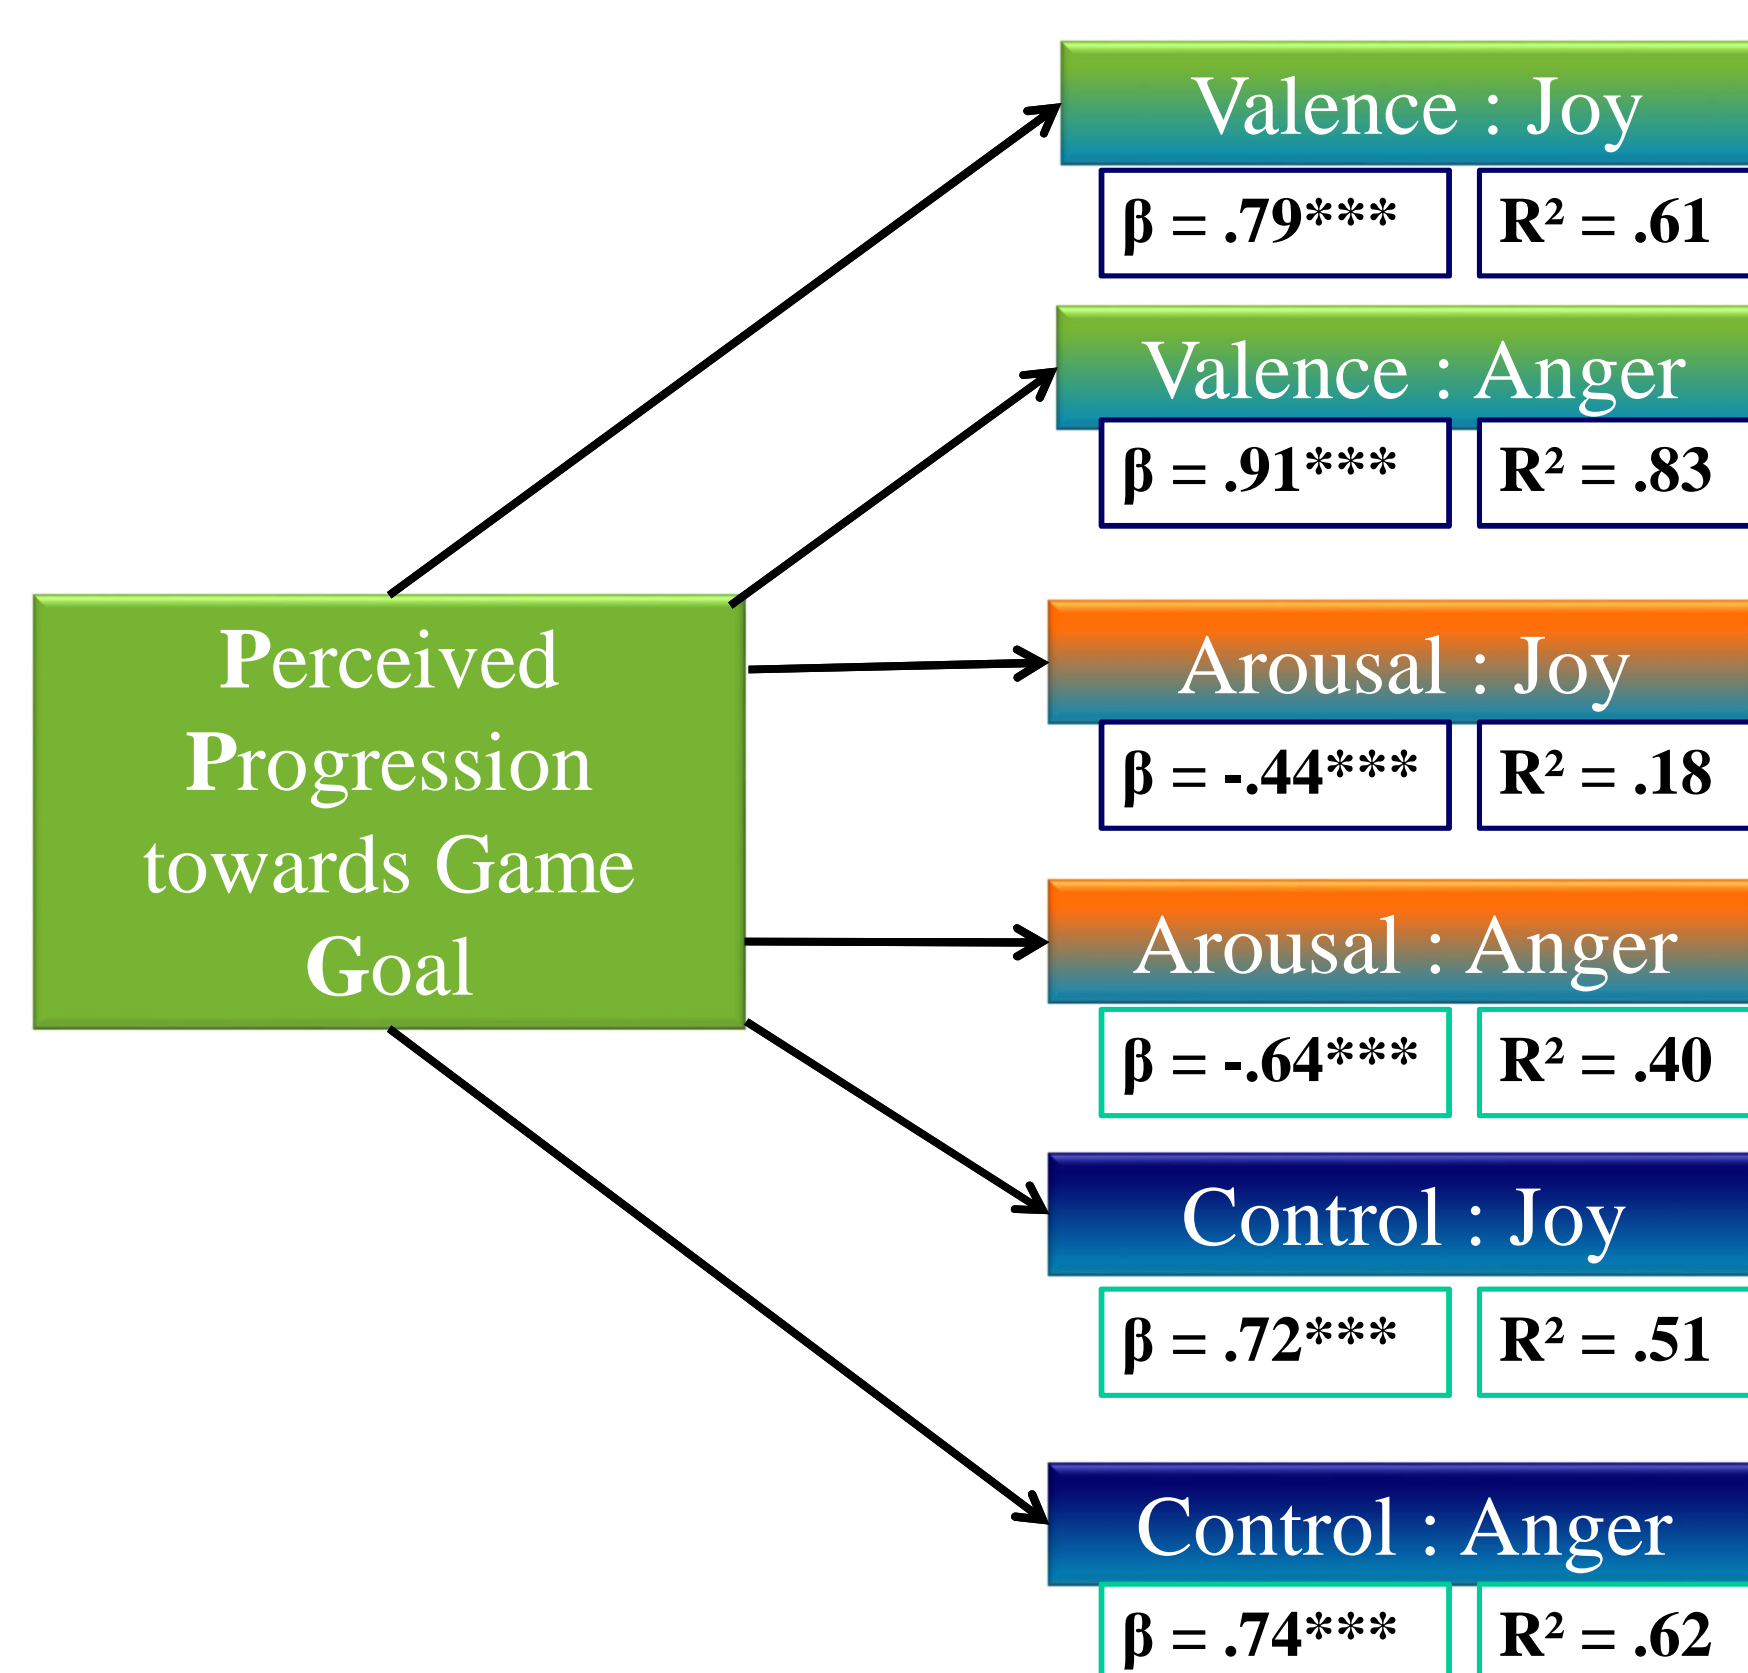 Valence : Joy
β = .79*** R² = .61
Valence : Anger
β = .91*** R² = .83
Perceived
Progression
towards Game
Goal
Arousal : Joy
β = -.44*** R² = .18
Arousal : Anger
β = -.64*** R² = .40
Control : Joy
β = .72*** R² = .51
Control : Anger
β = .74*** R² = .62